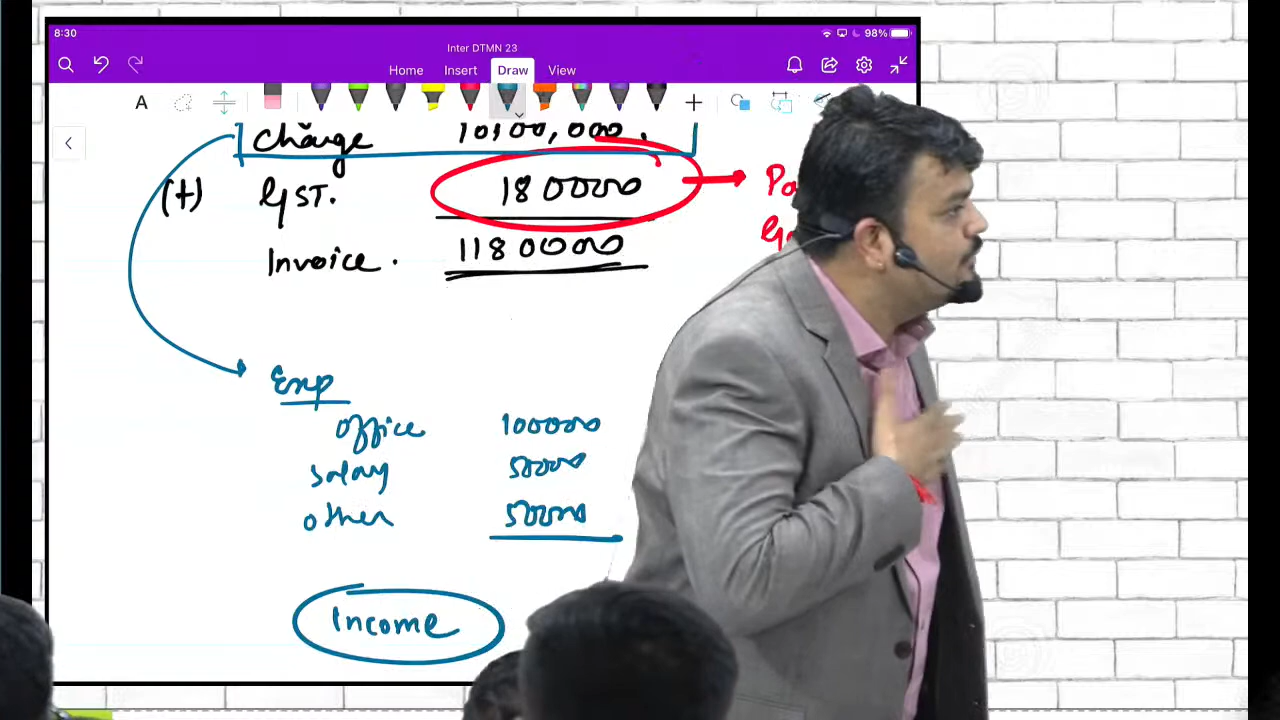 8:30
98%
Inter DTMN 23
Home Insert Draw View
A
Change 10,00,000.
(+) GST. 180000
Invoice. 1180000
Exp
office 100000
salary 50000
other 50000
Income